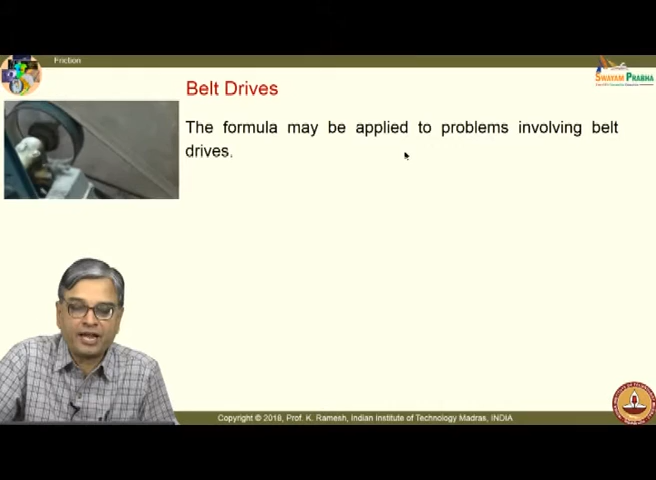 Friction
SWAYAM PRABHA
Belt Drives
The formula may be applied to problems involving belt
drives.
Copyright © 2018, Prof. K. Ramesh, Indian Institute of Technology Madras, INDIA